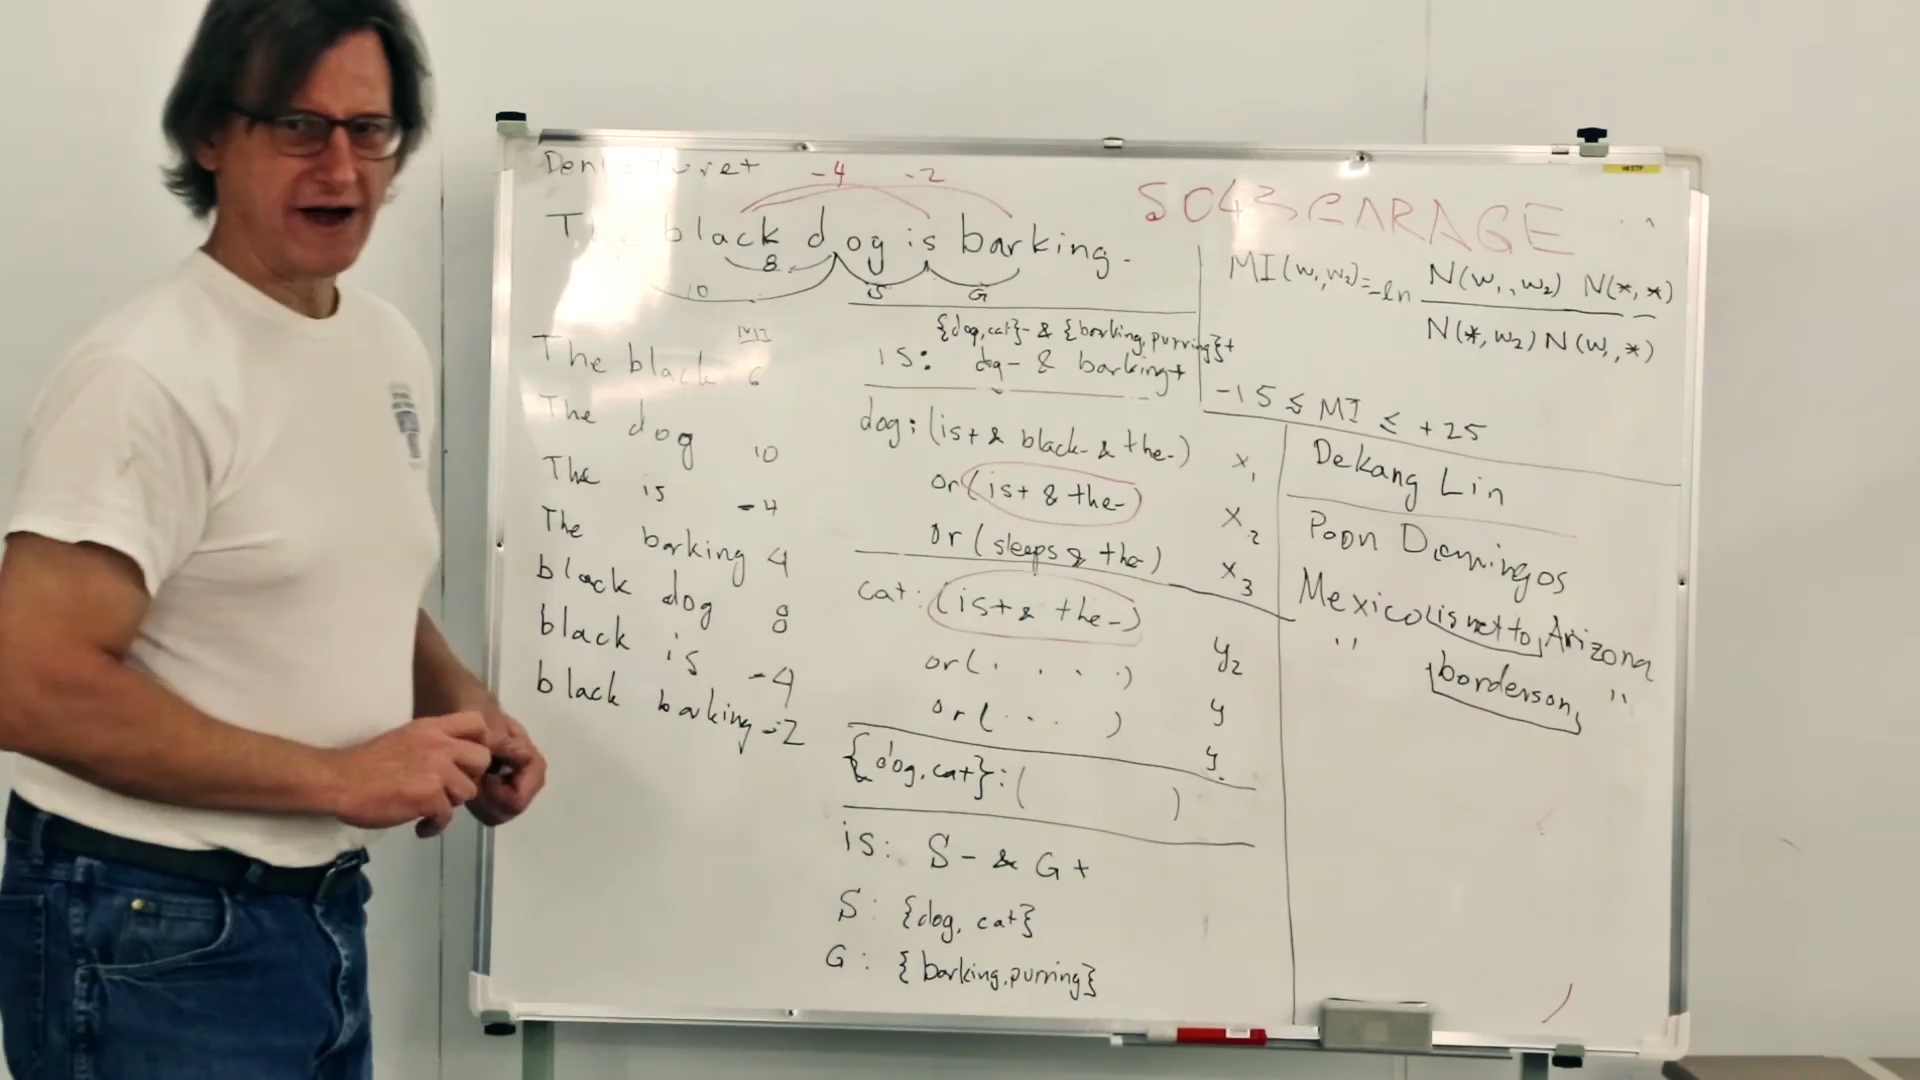 -4 -2
The black dog is barking.
8
10 S G
MI
The black 6
The dog 10
The is -4
The barking 4
black dog 8
black is -4
black barking -2
{dog,cat}- & {barking,purring}+
is: dog- & barking+
dog: (is+ & black- & the-) x1
or (is+ & the-) x2
or (sleeps & the-) x3
cat: (is+ & the-) y2
or ( . . . . ) y
or ( . . . ) y
{dog,cat}: ( )
is: S- & G+
S: {dog, cat}
G: {barking,purring}
MI(w1,w2)=-ln N(w1,w2) N(*,*)
N(*,w2) N(w1,*)
-15 ≤ MI ≤ +25
Dekang Lin
Poon Domingos
Mexico is next to Arizona
" borders on "